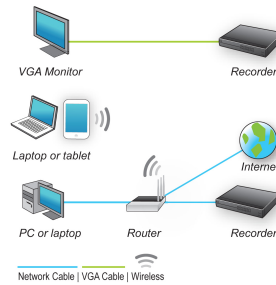 VGA Monitor Recorder
Laptop or tablet
Interne
PC or laptop Router Recorder
Network Cable | VGA Cable | Wireless